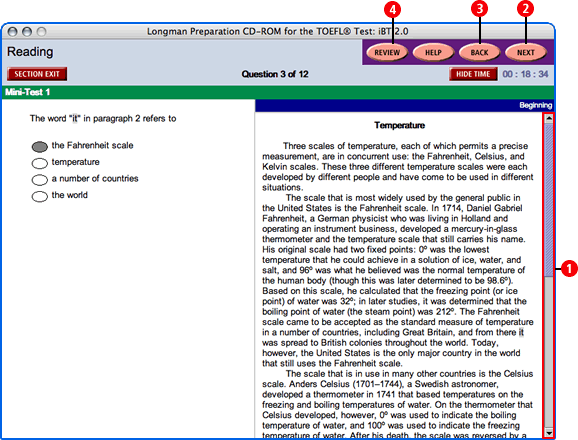 4
3
2
Longman Preparation CD-ROM for the TOEFL® Test: iBT 2.0
Reading
REVIEW
HELP
BACK
NEXT
SECTION EXIT
Question 3 of 12
HIDE TIME
00 : 18 : 34
Mini-Test 1
Beginning
The word "it" in paragraph 2 refers to
the Fahrenheit scale
temperature
a number of countries
the world
Temperature
Three scales of temperature, each of which permits a precise
measurement, are in concurrent use: the Fahrenheit, Celsius, and
Kelvin scales. These three different temperature scales were each
developed by different people and have come to be used in different
situations.
The scale that is most widely used by the general public in
the United States is the Fahrenheit scale. In 1714, Daniel Gabriel
Fahrenheit, a German physicist who was living in Holland and
operating an instrument business, developed a mercury-in-glass
thermometer and the temperature scale that still carries his name.
His original scale had two fixed points: 0º was the lowest
temperature that he could achieve in a solution of ice, water, and
salt, and 96º was what he believed was the normal temperature of
the human body (though this was later determined to be 98.6º).
Based on this scale, he calculated that the freezing point (or ice
point) of water was 32º; in later studies, it was determined that the
boiling point of water (the steam point) was 212º. The Fahrenheit
scale came to be accepted as the standard measure of temperature
in a number of countries, including Great Britain, and from there it
was spread to British colonies throughout the world. Today,
however, the United States is the only major country in the world
that still uses the Fahrenheit scale.
The scale that is in use in many other countries is the Celsius
scale. Anders Celsius (1701–1744), a Swedish astronomer,
developed a thermometer in 1741 that based temperatures on the
freezing and boiling temperatures of water. On the thermometer that
Celsius developed, however, 0º was used to indicate the boiling
temperature of water, and 100º was used to indicate the freezing
temperature of water. After his death, the scale was reversed by a
1